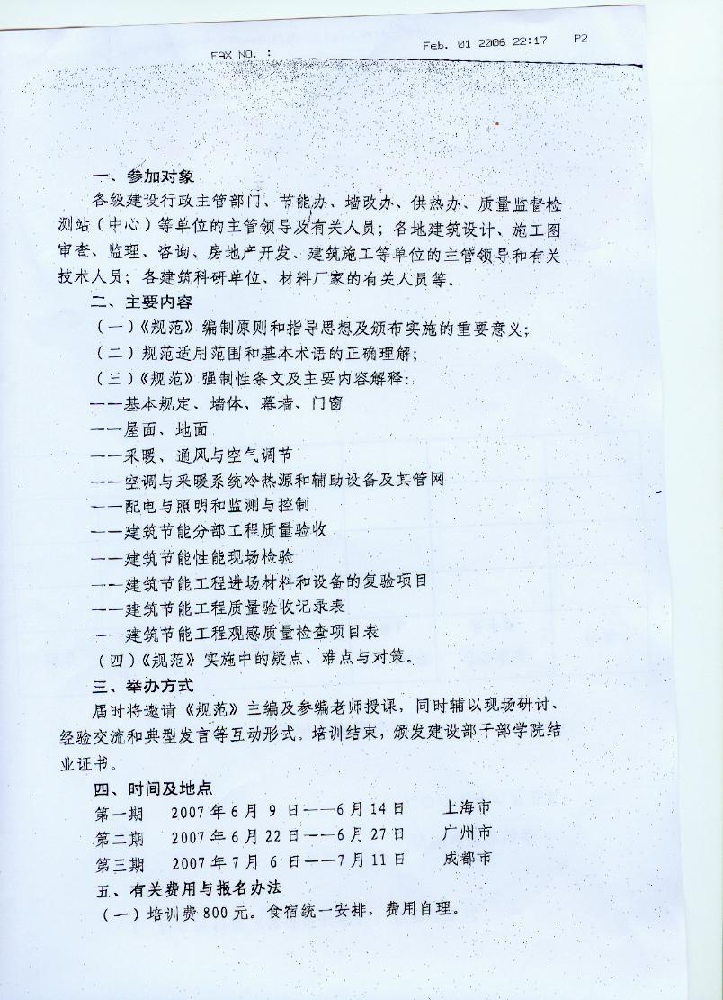 FAX NO. : Feb. 01 2006 22:17 P2
一、参加对象
各级建设行政主管部门、节能办、墙改办、供热办、质量监督检
测站（中心）等单位的主管领导及有关人员；各地建筑设计、施工图
审查、监理、咨询、房地产开发、建筑施工等单位的主管领导和有关
技术人员；各建筑科研单位、材料厂家的有关人员等。
二、主要内容
（一）《规范》编制原则和指导思想及颁布实施的重要意义；
（二）规范适用范围和基本术语的正确理解；
（三）《规范》强制性条文及主要内容解释：
——基本规定、墙体、幕墙、门窗
——屋面、地面
——采暖、通风与空气调节
——空调与采暖系统冷热源和辅助设备及其管网
——配电与照明和监测与控制
——建筑节能分部工程质量验收
——建筑节能性能现场检验
——建筑节能工程进场材料和设备的复验项目
——建筑节能工程质量验收记录表
——建筑节能工程观感质量检查项目表
（四）《规范》实施中的疑点、难点与对策。
三、举办方式
届时将邀请《规范》主编及参编老师授课，同时辅以现场研讨、
经验交流和典型发言等互动形式。培训结束，颁发建设部干部学院结
业证书。
四、时间及地点
第一期 2007年6月 9 日——6月14日 上海市
第二期 2007年6月22日——6月27日 广州市
第三期 2007年7月 6日——7月11日 成都市
五、有关费用与报名办法
（一）培训费800元。食宿统一安排，费用自理。